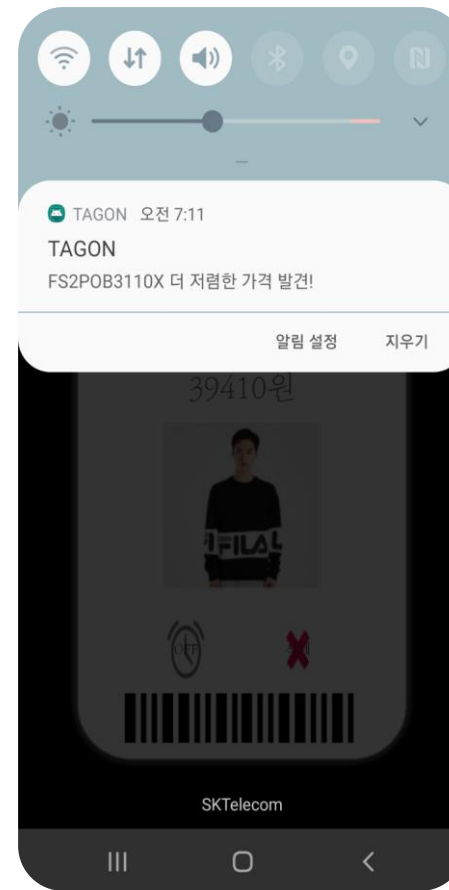 TAGON 오전 7:11
TAGON
FS2POB3110X 더 저렴한 가격 발견!
알림 설정 지우기
39410원
FILA
OFF
SKTelecom